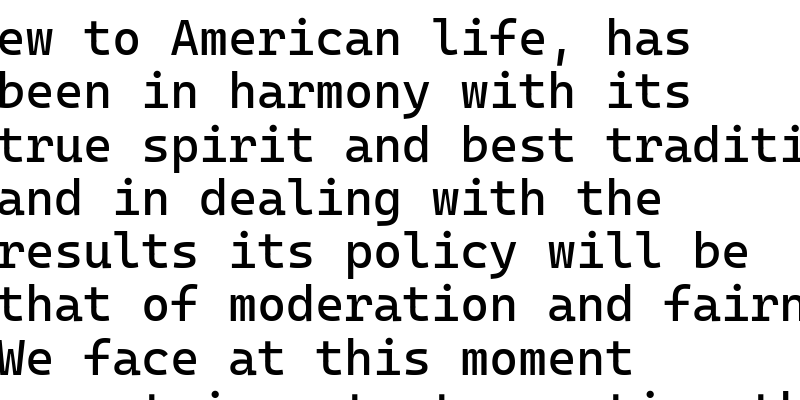 ew to American life, has
been in harmony with its
true spirit and best traditi
and in dealing with the
results its policy will be
that of moderation and fairn
We face at this moment